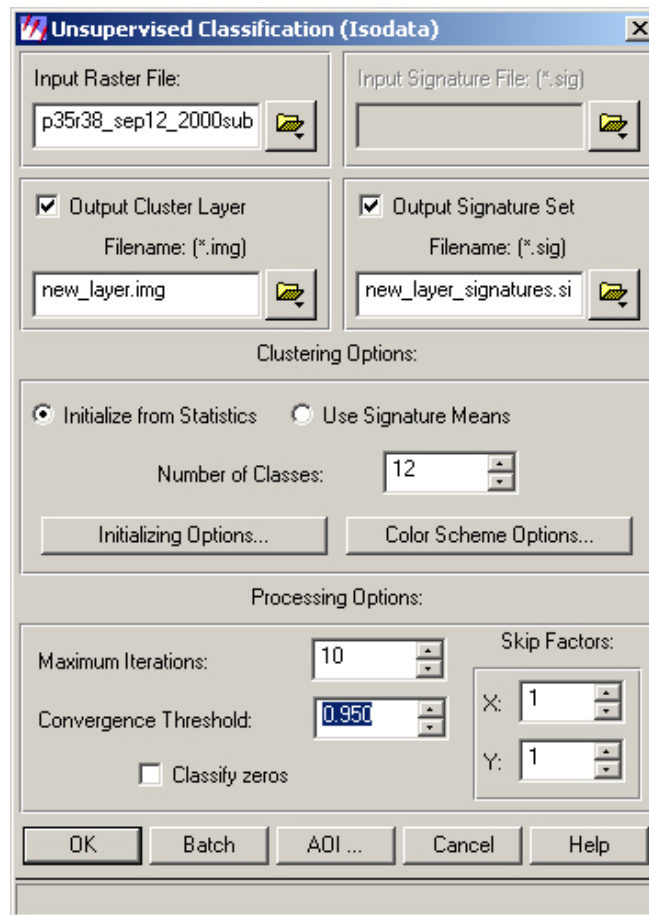 Unsupervised Classification (Isodata)
Input Raster File:
Input Signature File: (*.sig)
p35r38_sep12_2000sub
Output Cluster Layer
Output Signature Set
Filename: (*.img)
Filename: (*.sig)
new_layer.img
new_layer_signatures.si
Clustering Options:
Initialize from Statistics
Use Signature Means
Number of Classes:
12
Initializing Options...
Color Scheme Options...
Processing Options:
Maximum Iterations:
10
Skip Factors:
Convergence Threshold:
0.950
X:
1
Classify zeros
Y:
1
OK
Batch
AOI ...
Cancel
Help